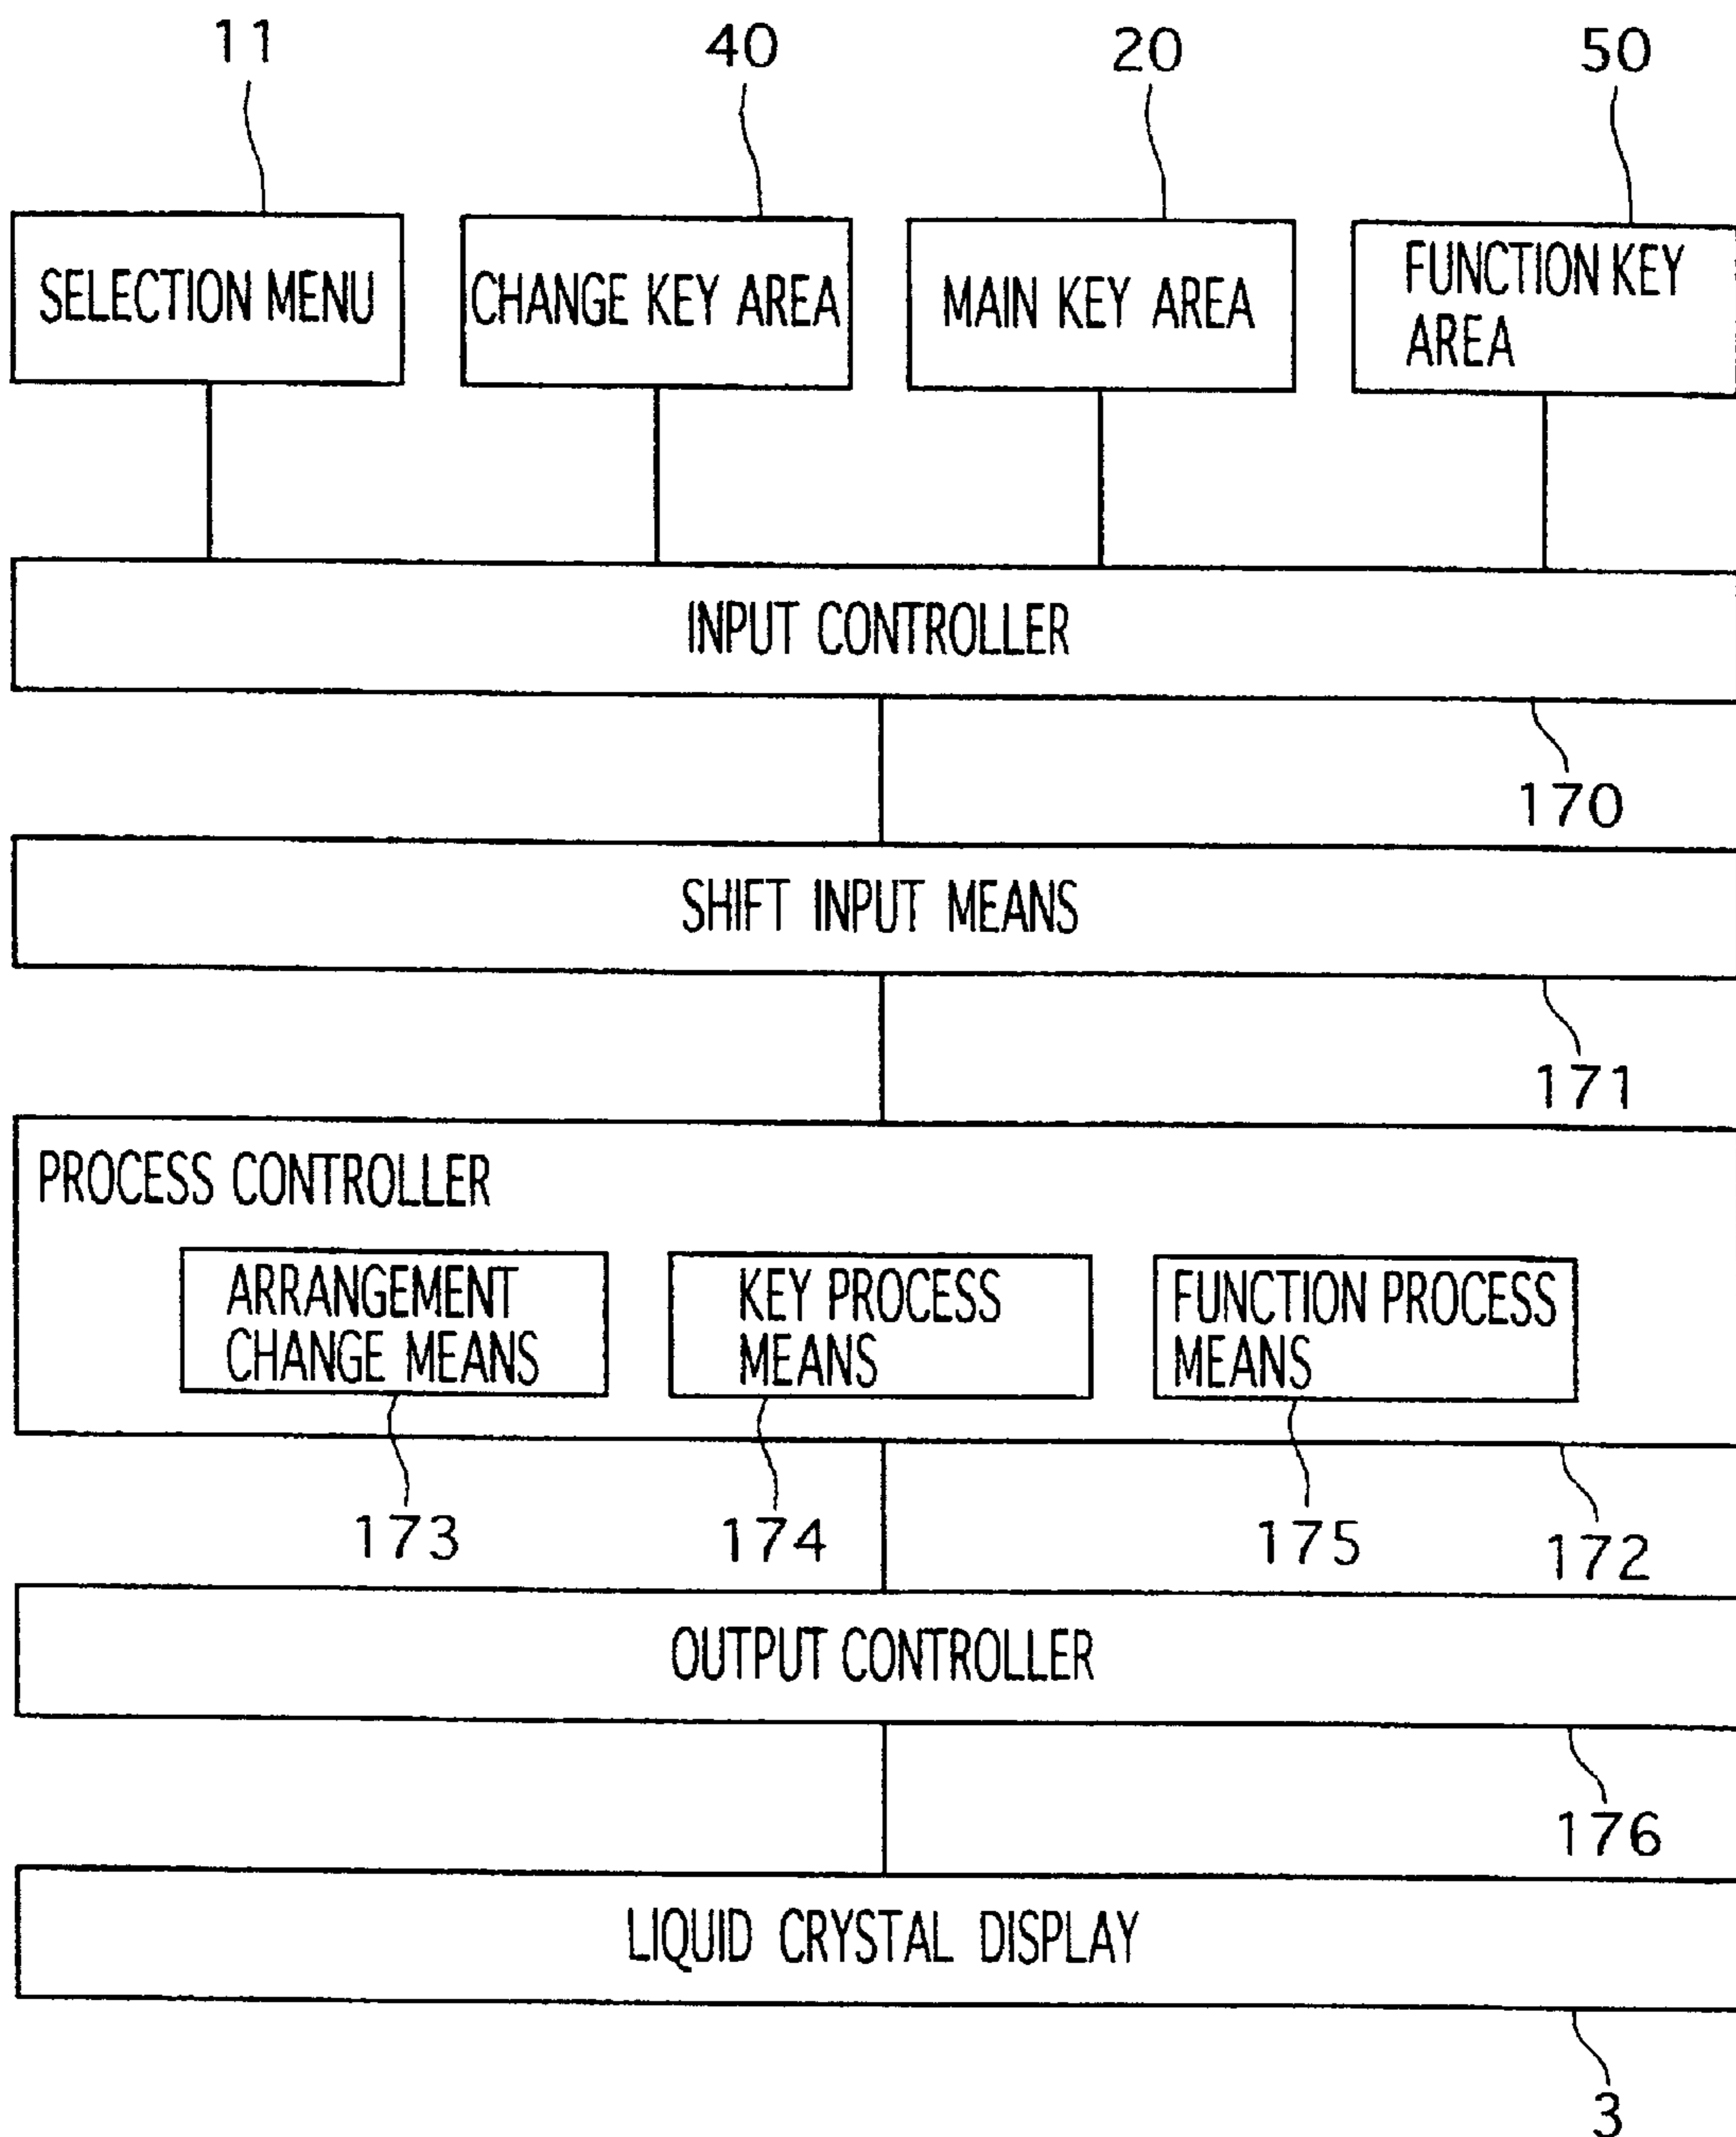 11
40
20
50
SELECTION MENU
CHANGE KEY AREA
MAIN KEY AREA
FUNCTION KEY
AREA
INPUT CONTROLLER
170
SHIFT INPUT MEANS
171
PROCESS CONTROLLER
ARRANGEMENT
CHANGE MEANS
KEY PROCESS
MEANS
FUNCTION PROCESS
MEANS
173
174
175
172
OUTPUT CONTROLLER
176
LIQUID CRYSTAL DISPLAY
3